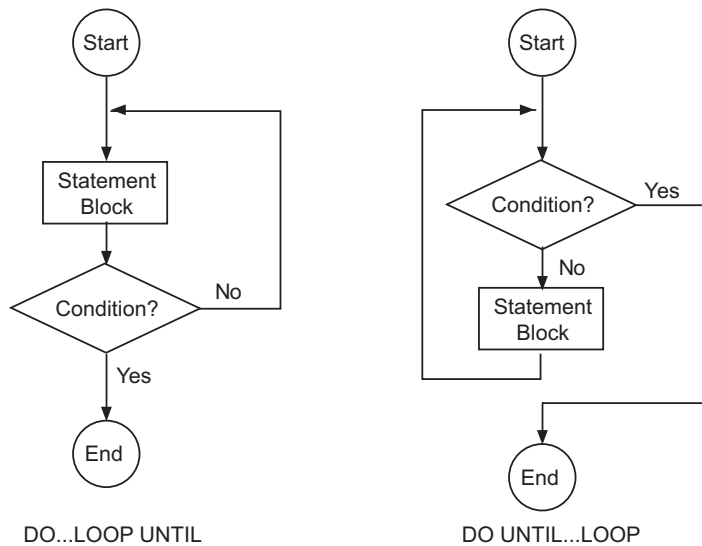 Start
Statement
Block
Condition?
No
Yes
End
DO...LOOP UNTIL
Start
Condition?
Yes
No
Statement
Block
End
DO UNTIL...LOOP